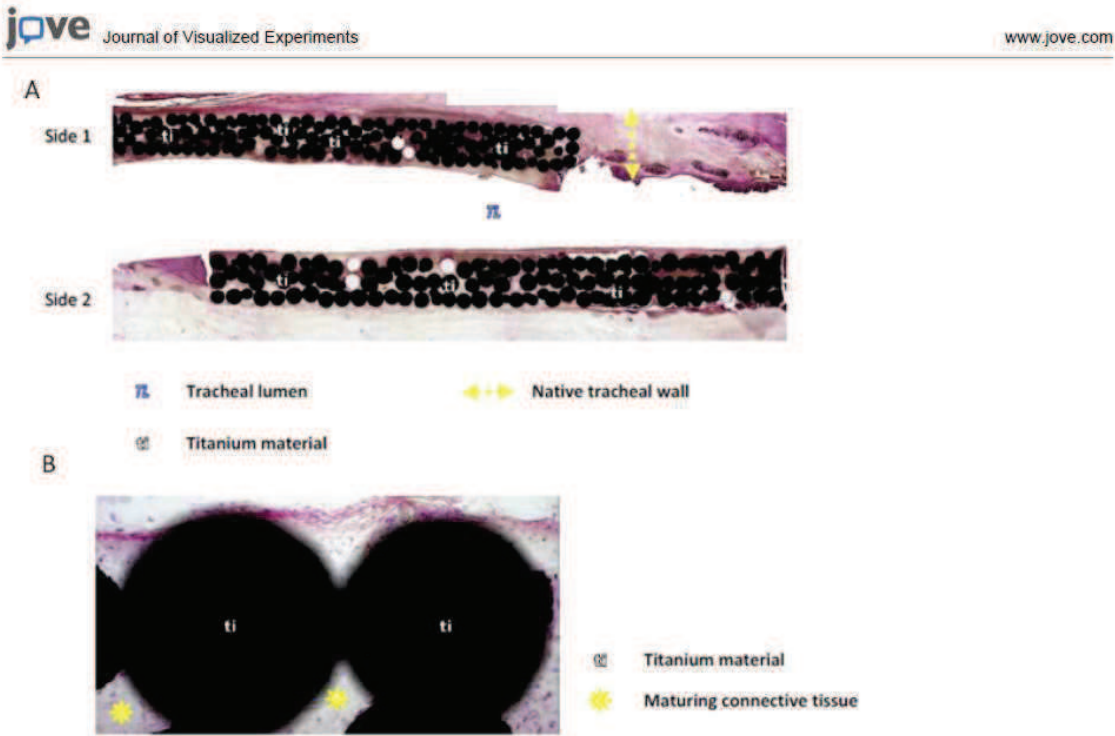 jove Journal of Visualized Experiments www.jove.com
A
Side 1
ti ti ti ti
TL
Side 2
ti ti ti
TL Tracheal lumen Native tracheal wall
ti Titanium material
B
ti ti
ti Titanium material
Maturing connective tissue